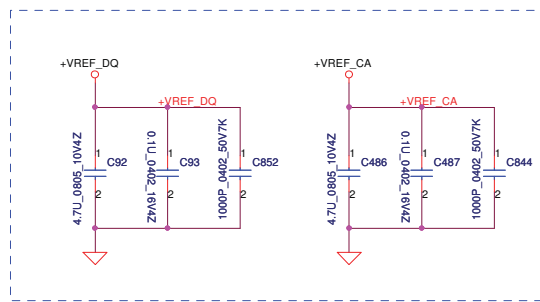 +VREF_DQ
+VREF_DQ
4.7U_0805_10V4Z
1
C92
2
0.1U_0402_16V4Z
1
C93
2
1000P_0402_50V7K
1
C852
2
+VREF_CA
+VREF_CA
4.7U_0805_10V4Z
1
C486
2
0.1U_0402_16V4Z
1
C487
2
1000P_0402_50V7K
1
C844
2